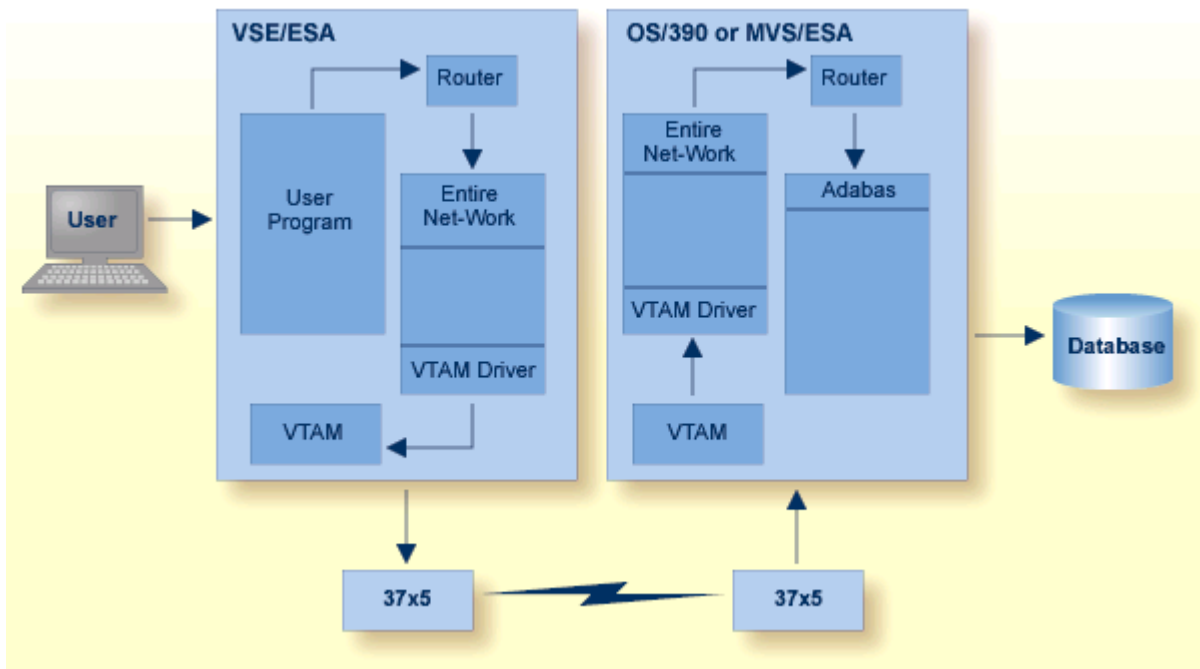 VSE/ESA
Router
User
Program
Entire
Net-Work
VTAM Driver
VTAM
User
OS/390 or MVS/ESA
Router
Entire
Net-Work
Adabas
VTAM Driver
VTAM
Database
37x5
37x5